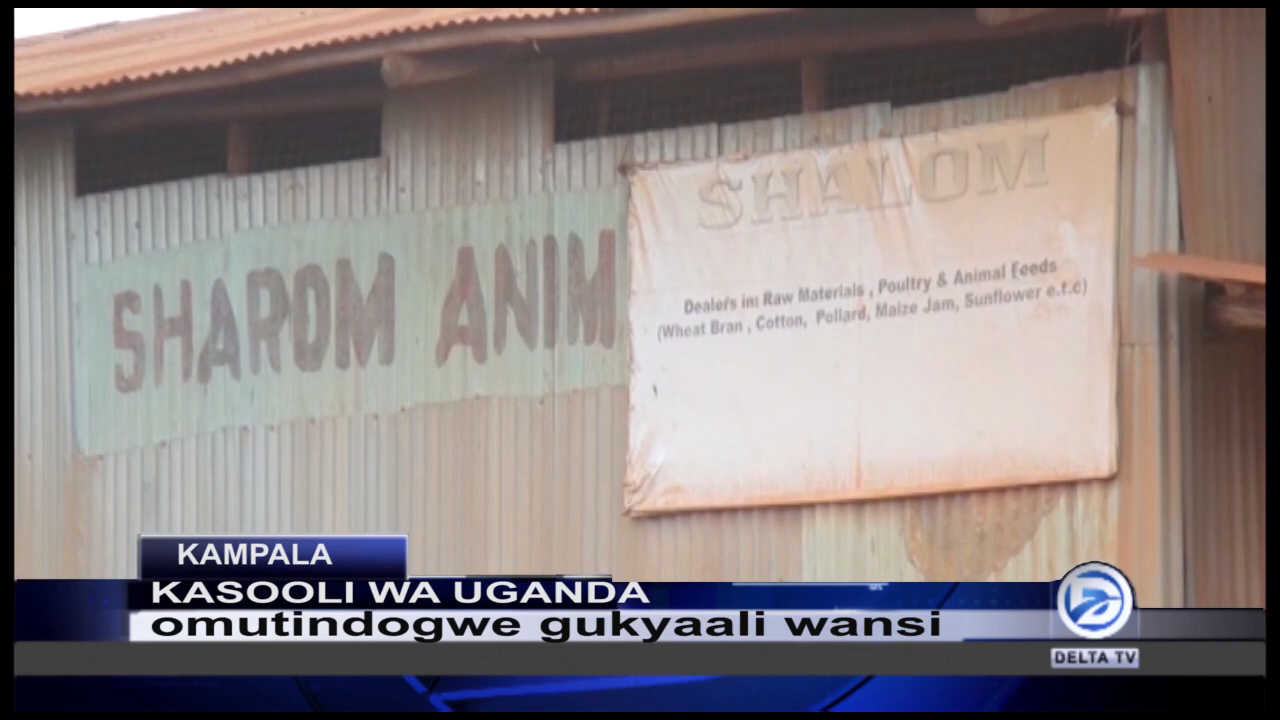 SHAROM ANIM
SHALOM
Dealers in: Raw Materials , Poultry & Animal Feeds
(Wheat Bran , Cotton, Pollard, Maize Jam, Sunflower e.t.c)
KAMPALA
KASOOLI WA UGANDA
omutindogwe gukyaali wansi
DELTA TV